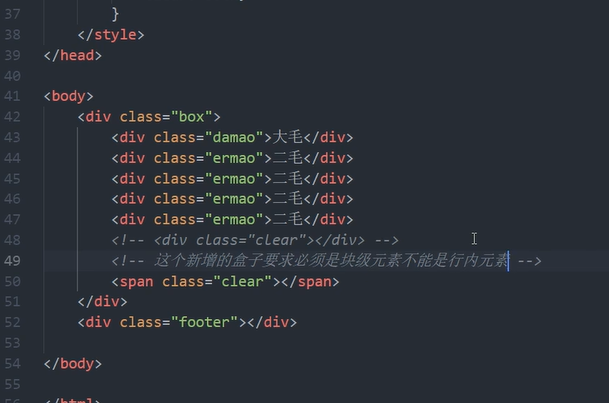 37 }
38 </style>
39 </head>
40
41 <body>
42 <div class="box">
43 <div class="damao">大毛</div>
44 <div class="ermao">二毛</div>
45 <div class="ermao">二毛</div>
46 <div class="ermao">二毛</div>
47 <div class="ermao">二毛</div>
48 <!-- <div class="clear"></div> -->
49 <!-- 这个新增的盒子要求必须是块级元素不能是行内元素 -->
50 <span class="clear"></span>
51 </div>
52 <div class="footer"></div>
53
54 </body>
55
56 </html>